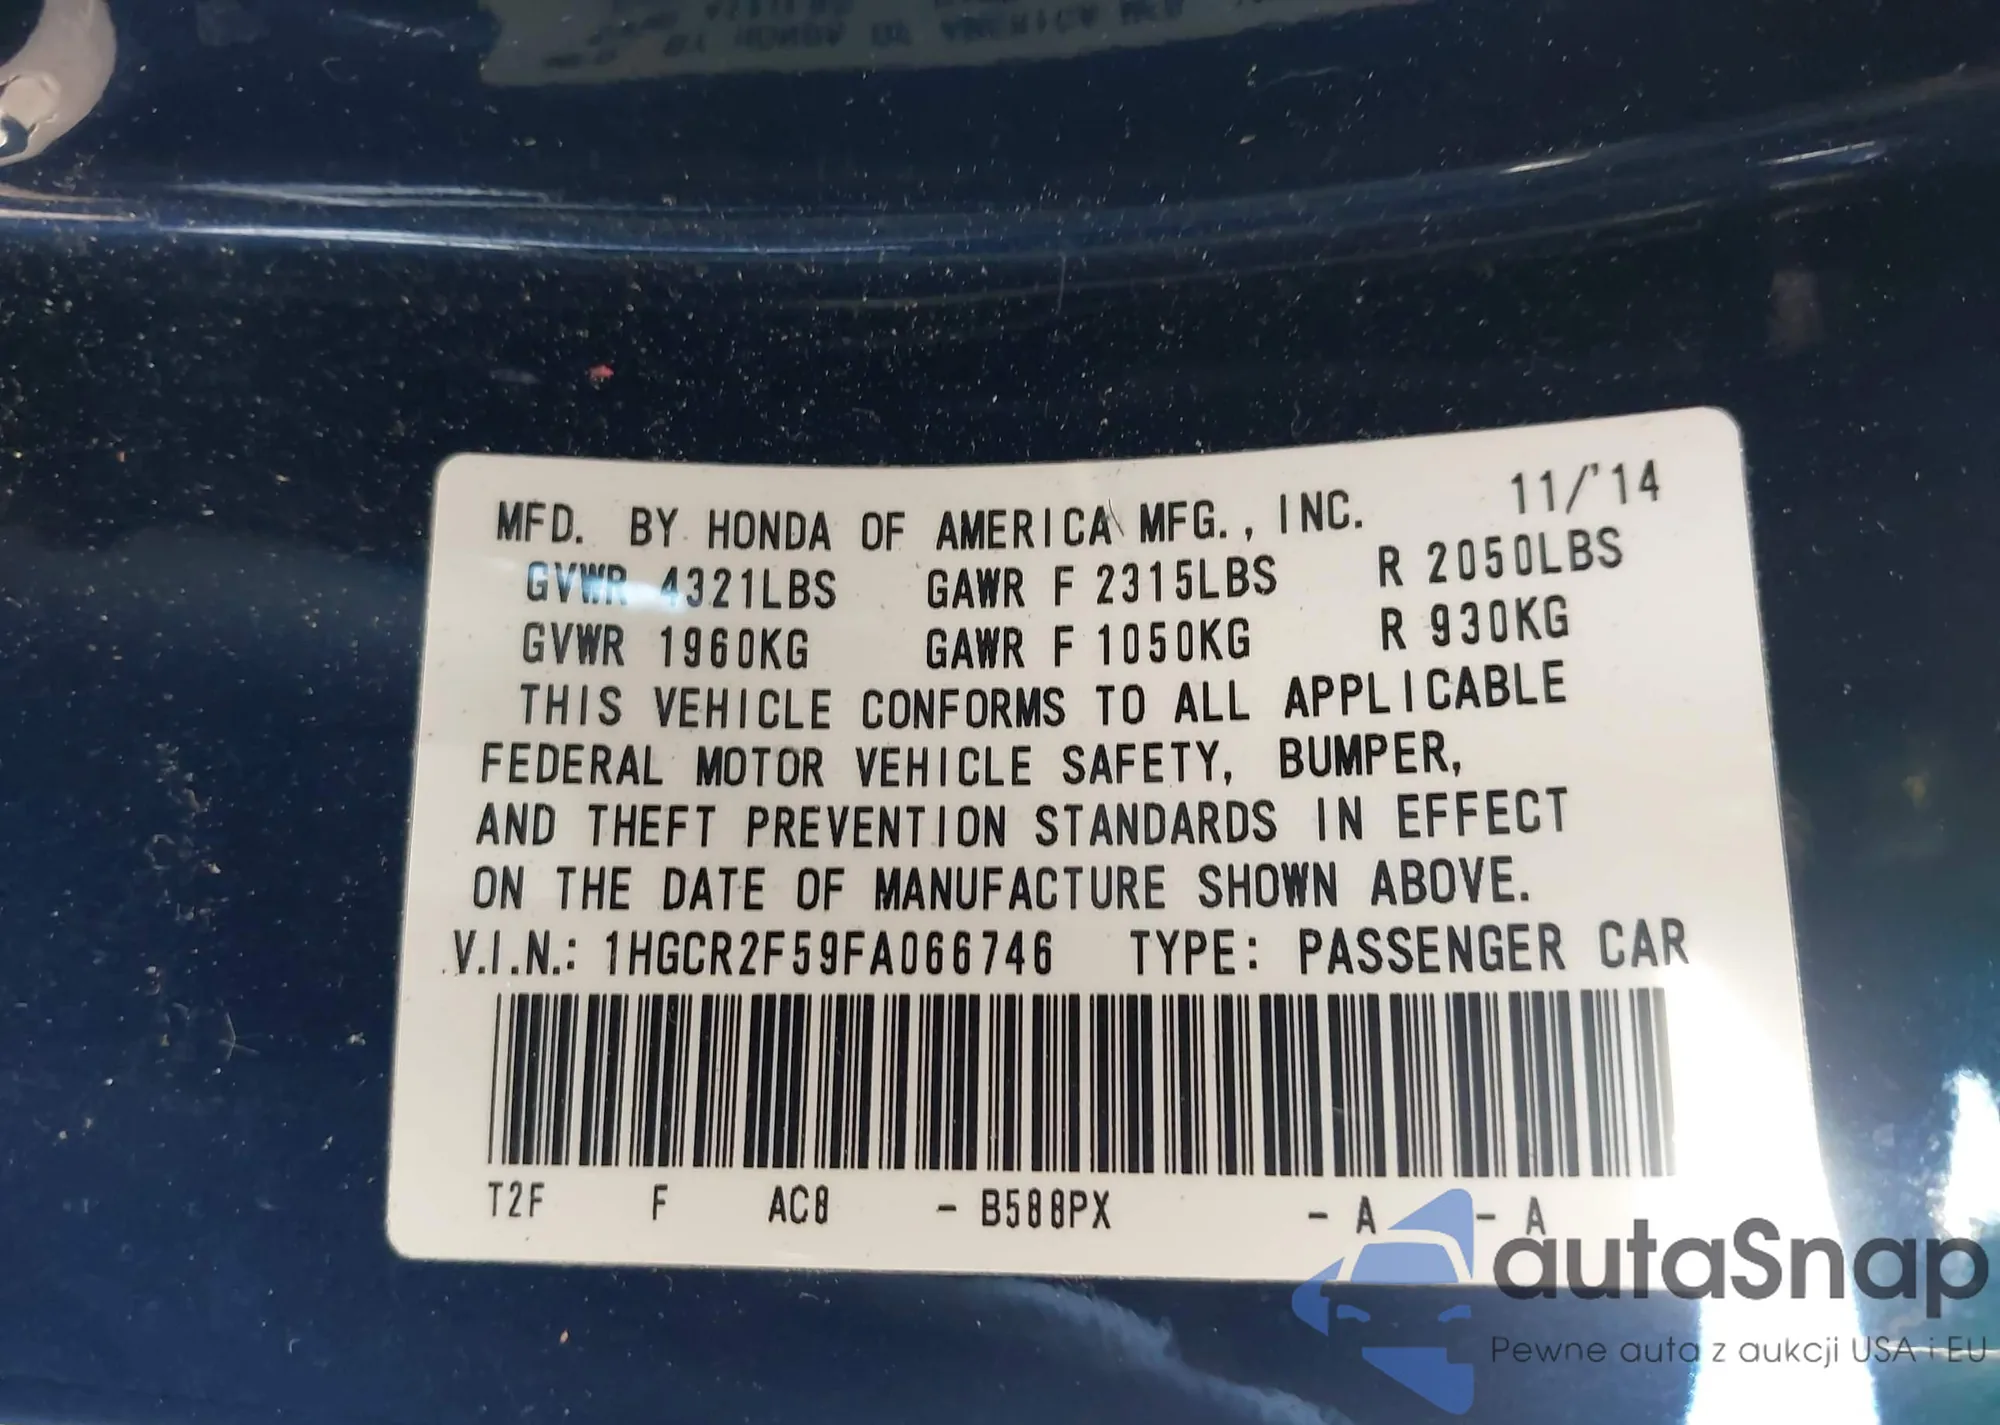 MFD. BY HONDA OF AMERICA MFG., INC. 11/'14
GVWR 4321LBS GAWR F 2315LBS R 2050LBS
GVWR 1960KG GAWR F 1050KG R 930KG
THIS VEHICLE CONFORMS TO ALL APPLICABLE
FEDERAL MOTOR VEHICLE SAFETY, BUMPER,
AND THEFT PREVENTION STANDARDS IN EFFECT
ON THE DATE OF MANUFACTURE SHOWN ABOVE.
V.I.N.: 1HGCR2F59FA066746 TYPE: PASSENGER CAR
T2F F AC8 - B588PX - A - A
autaSnap
Pewne auta z aukcji USA i EU